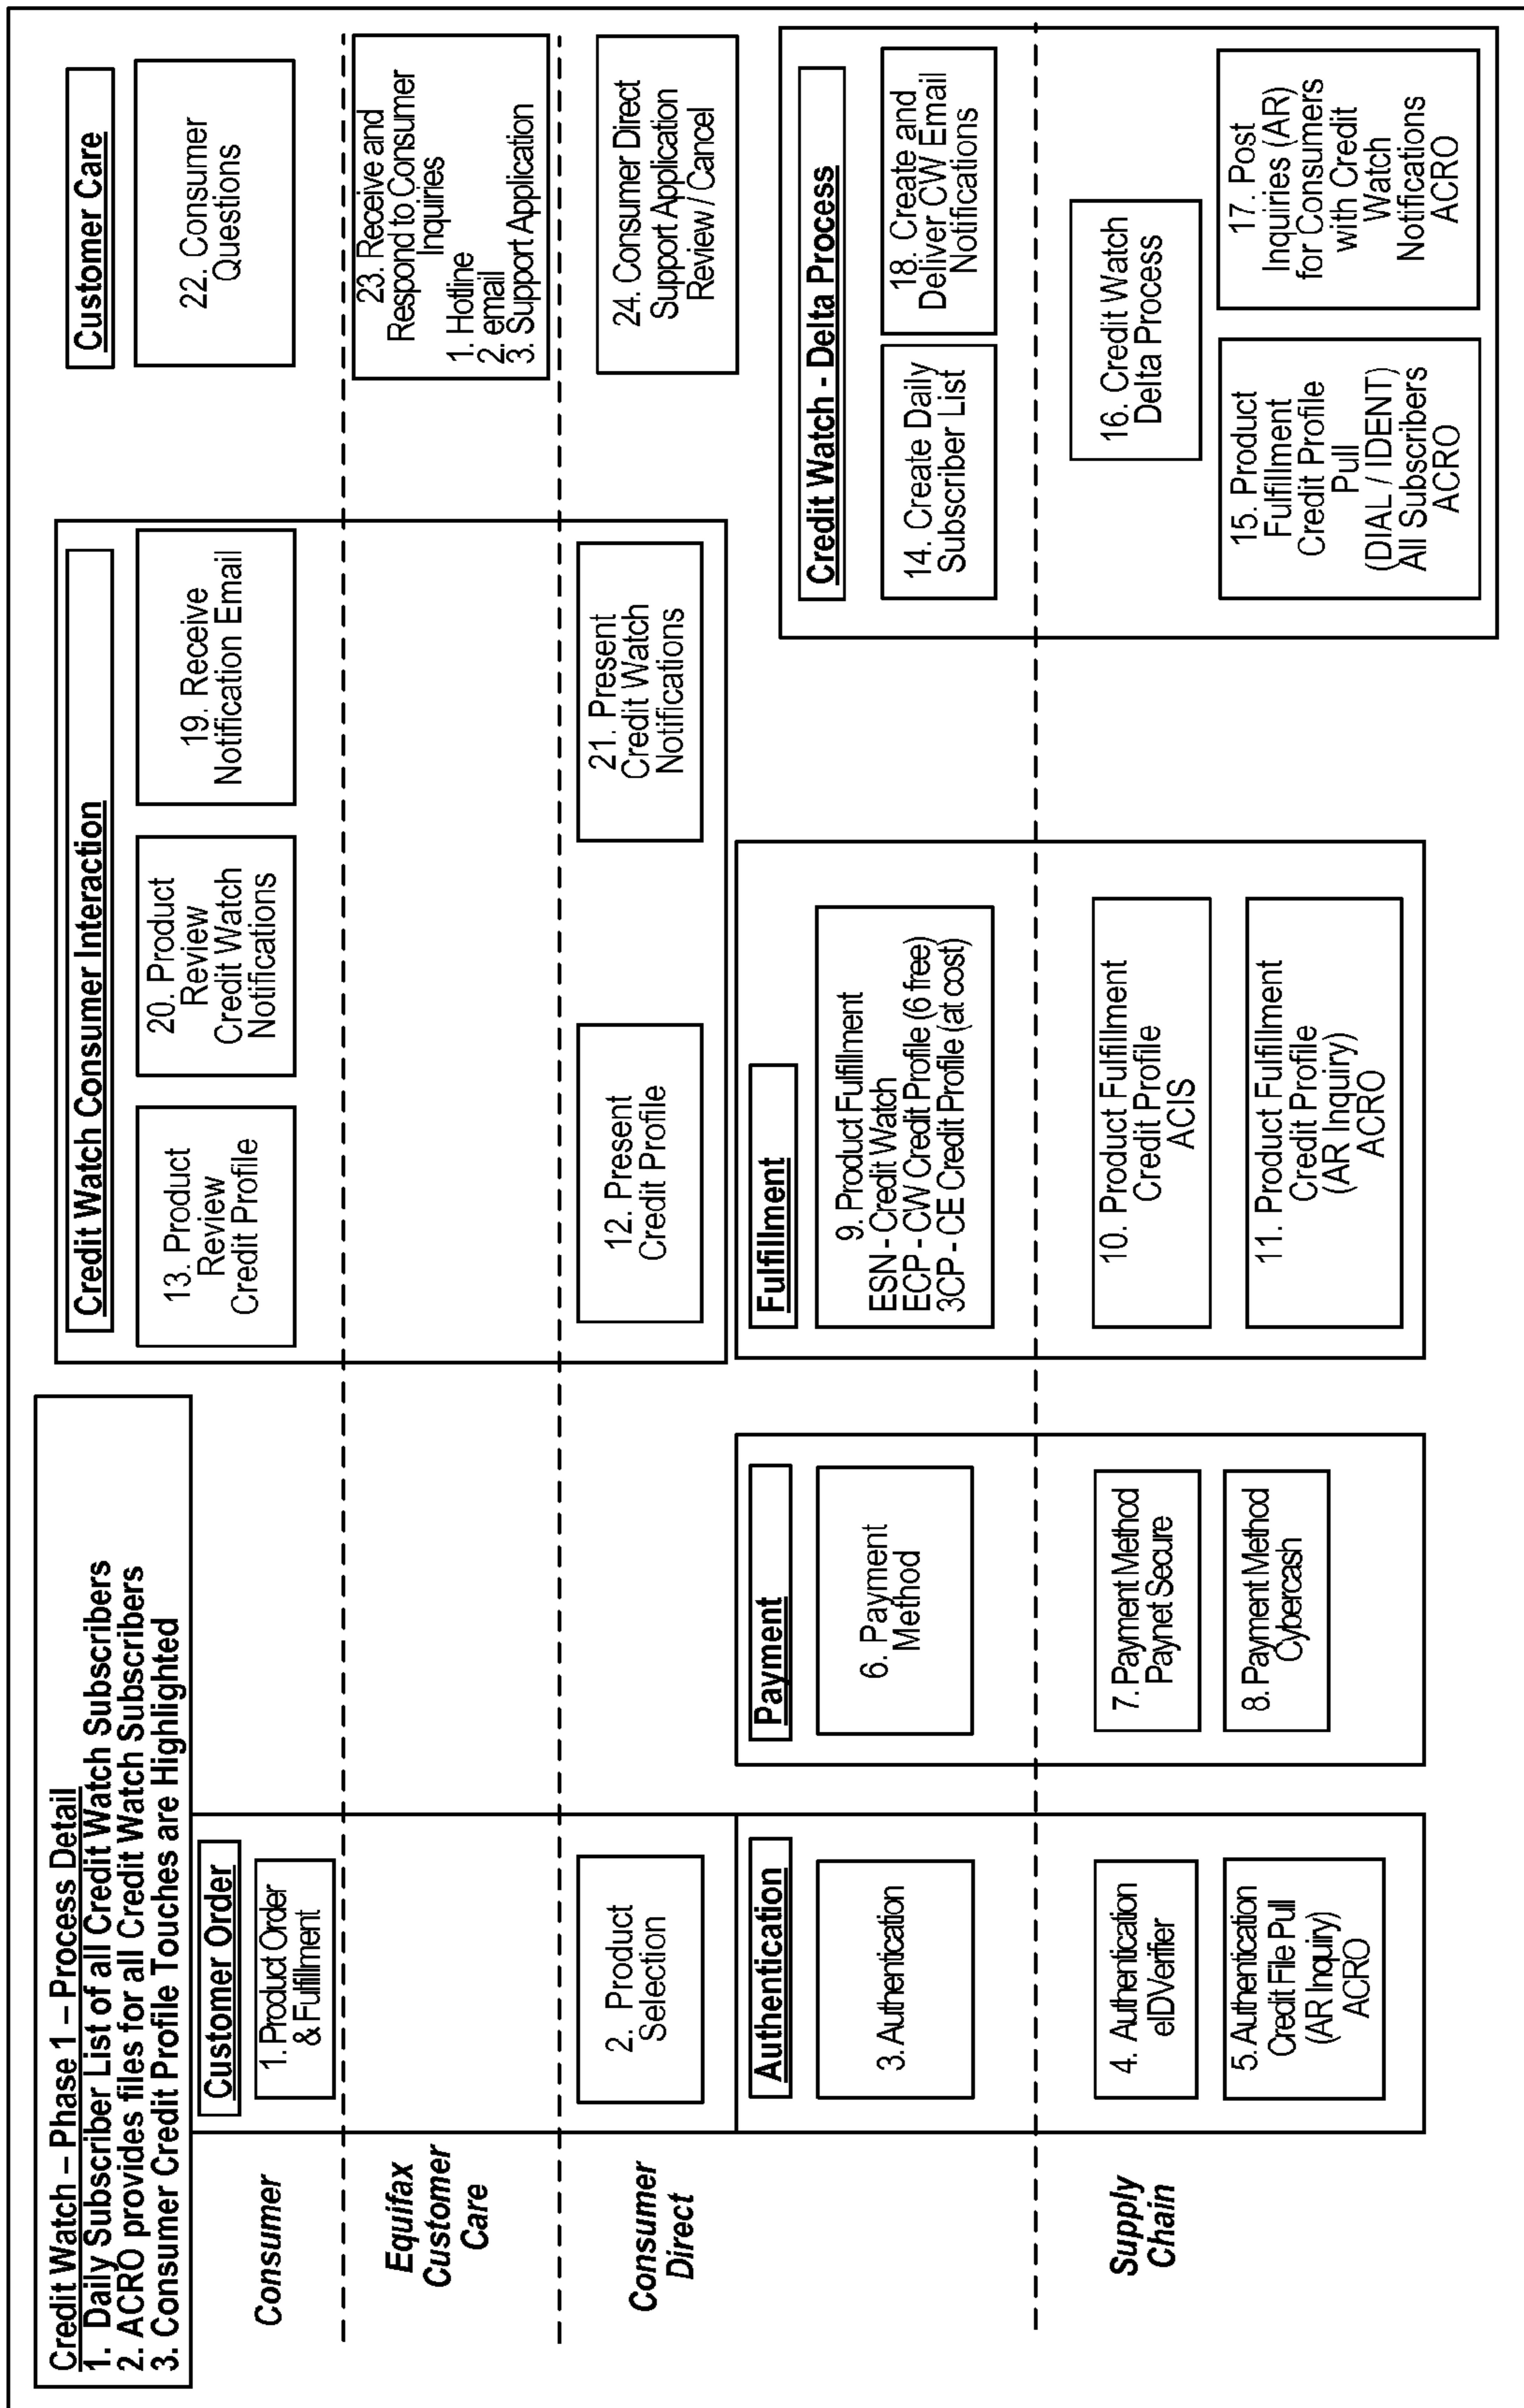 Credit Watch – Phase 1 – Process Detail
1. Daily Subscriber List of all Credit Watch Subscribers
2. ACRO provides files for all Credit Watch Subscribers
3. Consumer Credit Profile Touches are Highlighted
Consumer
Equifax
Customer
Care
Consumer
Direct
Supply
Chain
Customer Order
1. Product Order
& Fulfillment
2. Product
Selection
Authentication
3. Authentication
4. Authentication
eIDVerifier
5. Authentication
Credit File Pull
(AR Inquiry)
ACRO
Payment
6. Payment
Method
7. Payment Method
Paynet Secure
8. Payment Method
Cybercash
Credit Watch Consumer Interaction
13. Product
Review
Credit Profile
20. Product
Review
Credit Watch
Notifications
19. Receive
Notification Email
12. Present
Credit Profile
21. Present
Credit Watch
Notifications
Fulfillment
9. Product Fulfillment
ESN - Credit Watch
ECP - CW Credit Profile (6 free)
3CP - CE Credit Profile (at cost)
10. Product Fulfillment
Credit Profile
ACIS
11. Product Fulfillment
Credit Profile
(AR Inquiry)
ACRO
Customer Care
22. Consumer
Questions
23. Receive and
Respond to Consumer
Inquiries
1. Hotline
2. email
3. Support Application
24. Consumer Direct
Support Application
Review / Cancel
Credit Watch - Delta Process
14. Create Daily
Subscriber List
18. Create and
Deliver CW Email
Notifications
16. Credit Watch
Delta Process
15. Product
Fulfillment
Credit Profile
Pull
(DIAL / IDENT)
All Subscribers
ACRO
17. Post
Inquiries (AR)
for Consumers
with Credit
Watch
Notifications
ACRO